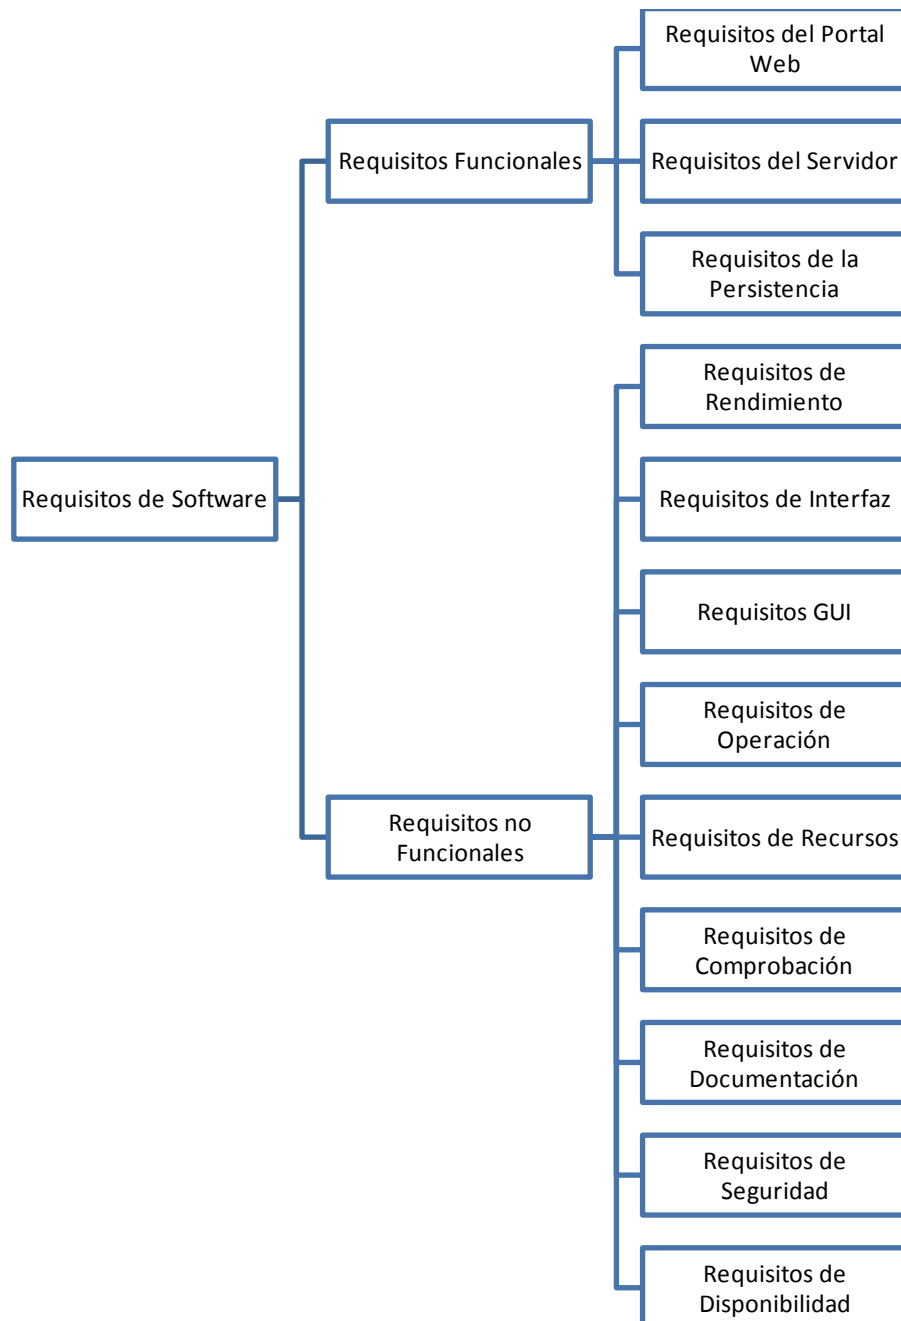 Requisitos del Portal
Web
Requisitos Funcionales
Requisitos del Servidor
Requisitos de la
Persistencia
Requisitos de
Rendimiento
Requisitos de Software
Requisitos de Interfaz
Requisitos GUI
Requisitos de
Operación
Requisitos no
Funcionales
Requisitos de Recursos
Requisitos de
Comprobación
Requisitos de
Documentación
Requisitos de
Seguridad
Requisitos de
Disponibilidad